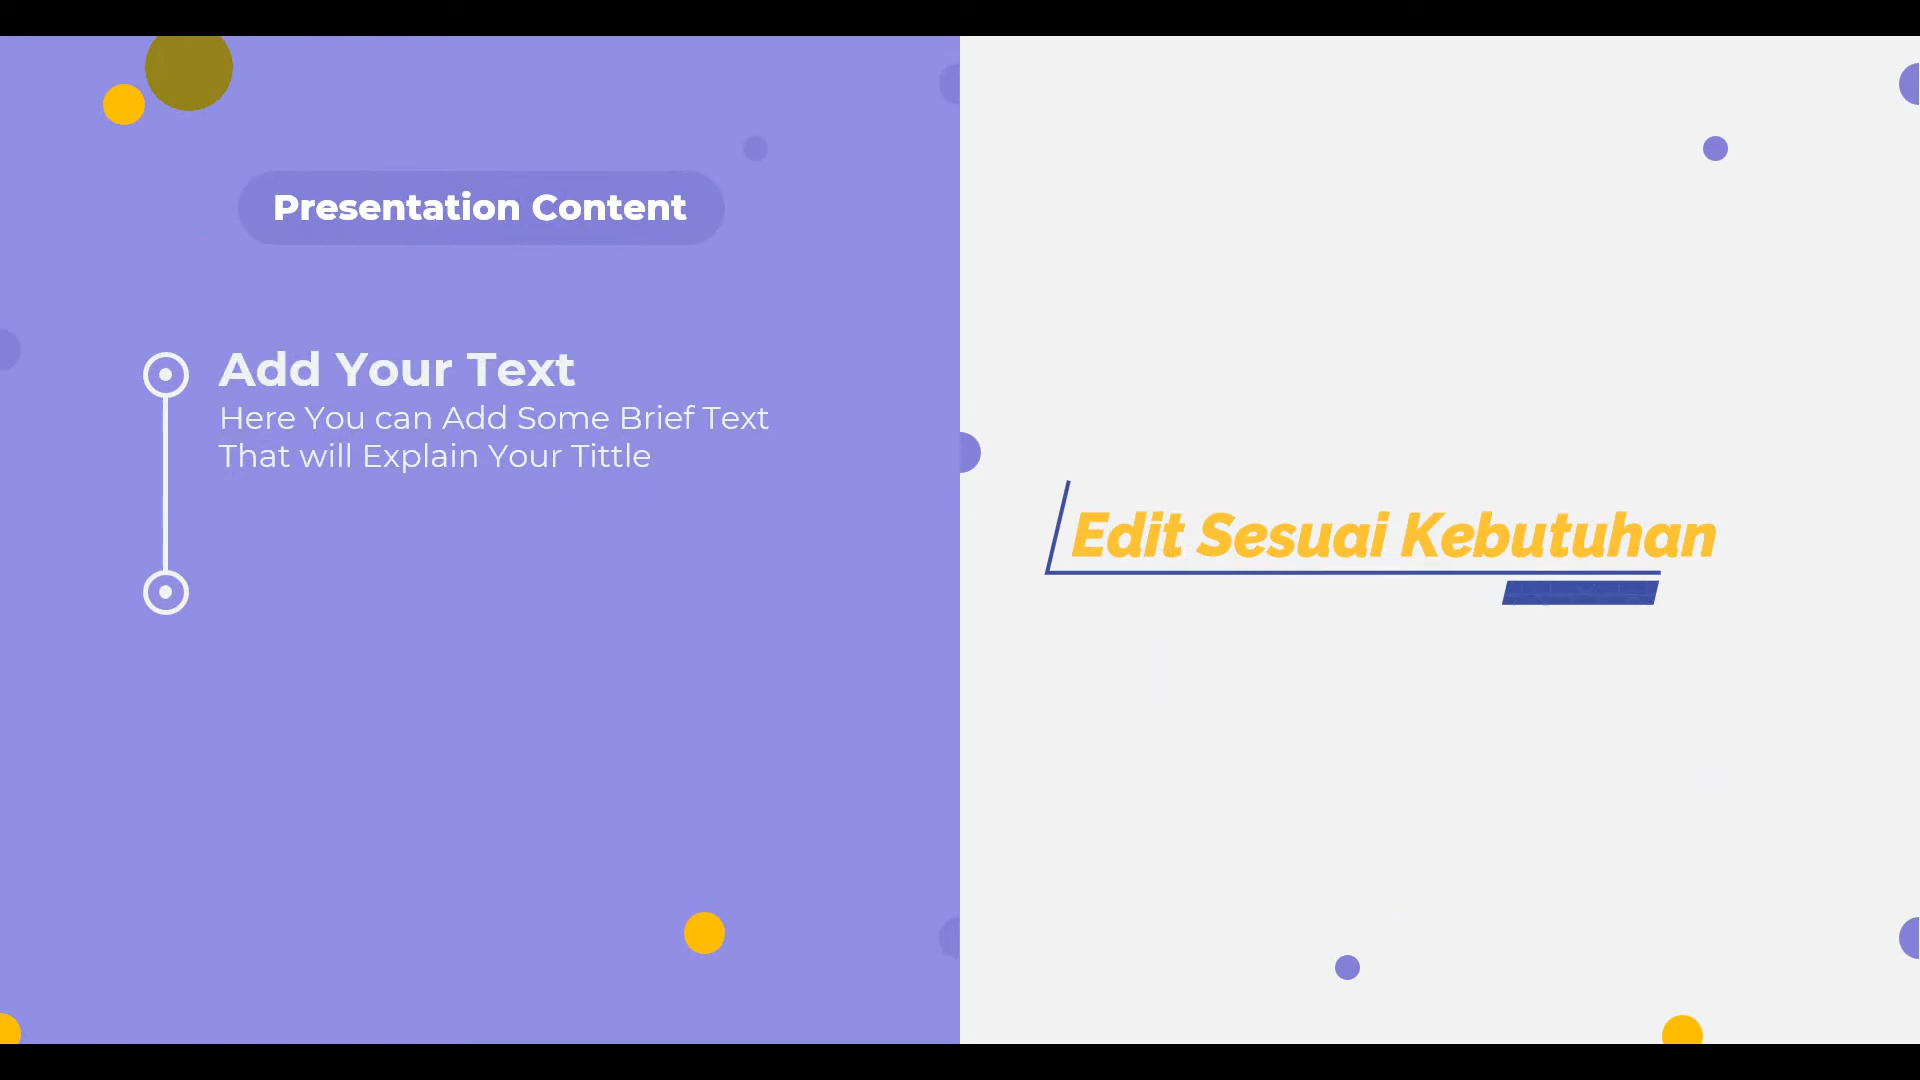 Presentation Content
Add Your Text
Here You can Add Some Brief Text
That will Explain Your Tittle
Edit Sesuai Kebutuhan